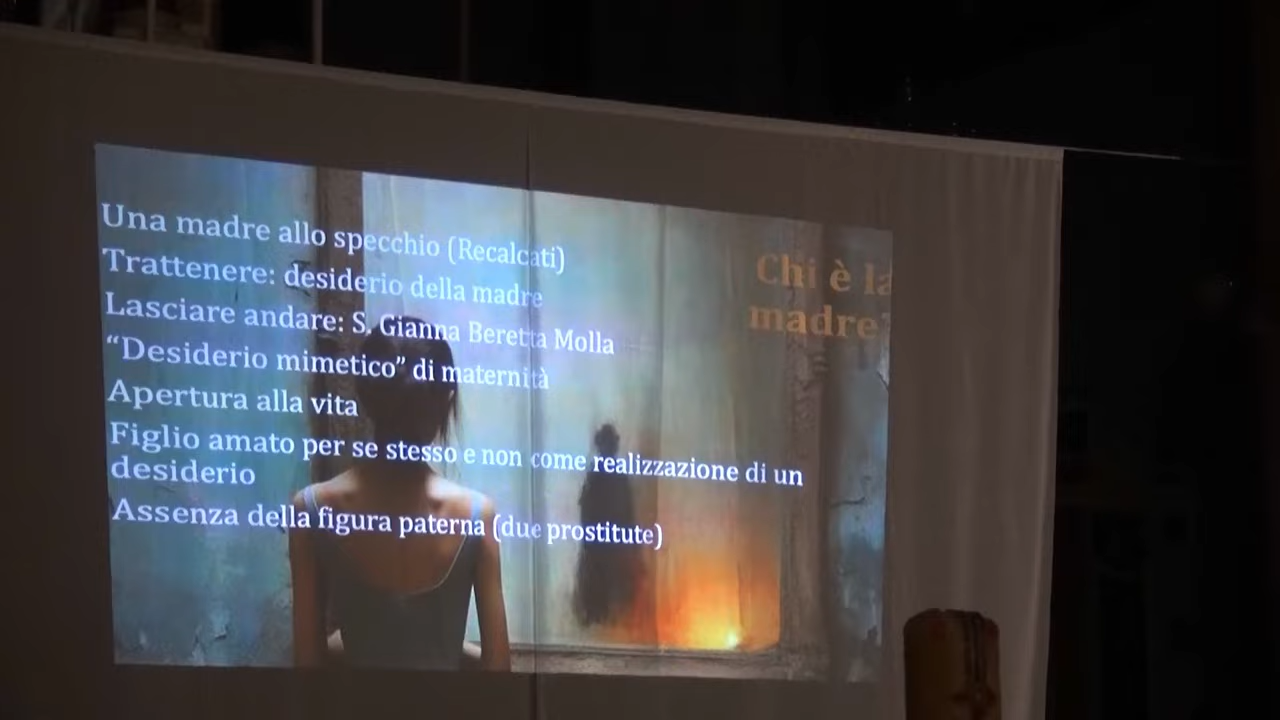 Una madre allo specchio (Recalcati)
Trattenere: desiderio della madre
Lasciare andare: S. Gianna Beretta Molla
“Desiderio mimetico” di maternità
Apertura alla vita
Figlio amato per se stesso e non come realizzazione di un
desiderio
Assenza della figura paterna (due prostitute)
Chi è la
madre